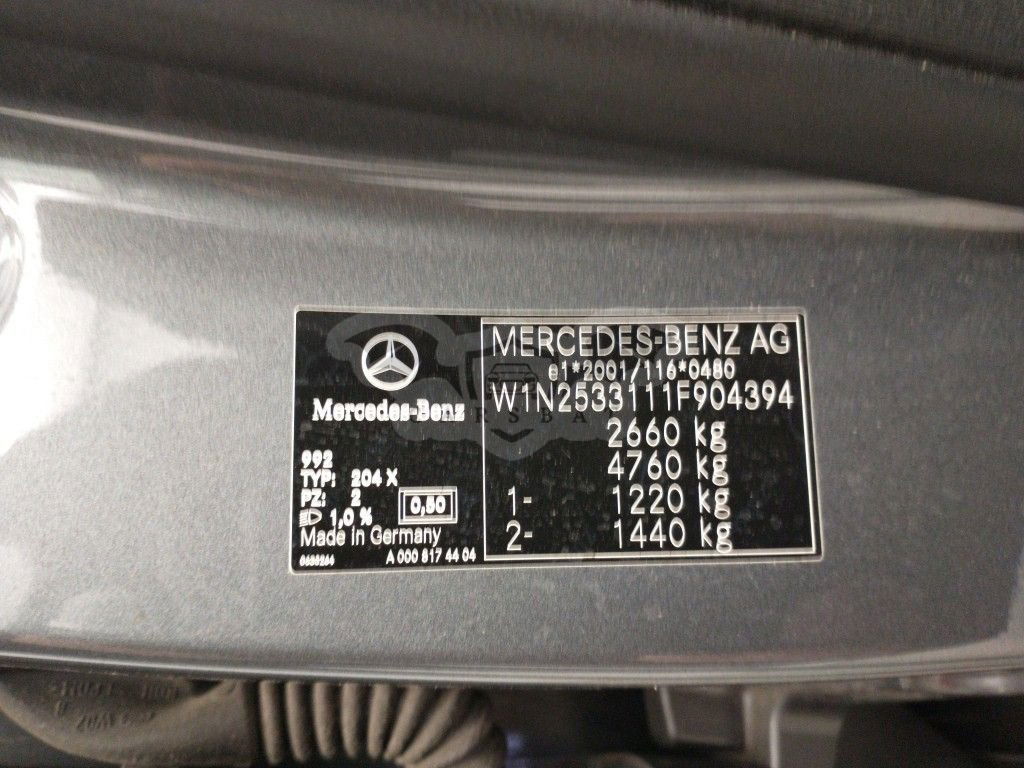 Mercedes-Benz
992
TYP: 204 X
PZ: 2
0,50
1,0 %
Made in Germany
A 000 817 44 04
MERCEDES-BENZ AG
e1*2001/116*0480
W1N2533111F904394
2660 kg
4760 kg
1- 1220 kg
2- 1440 kg